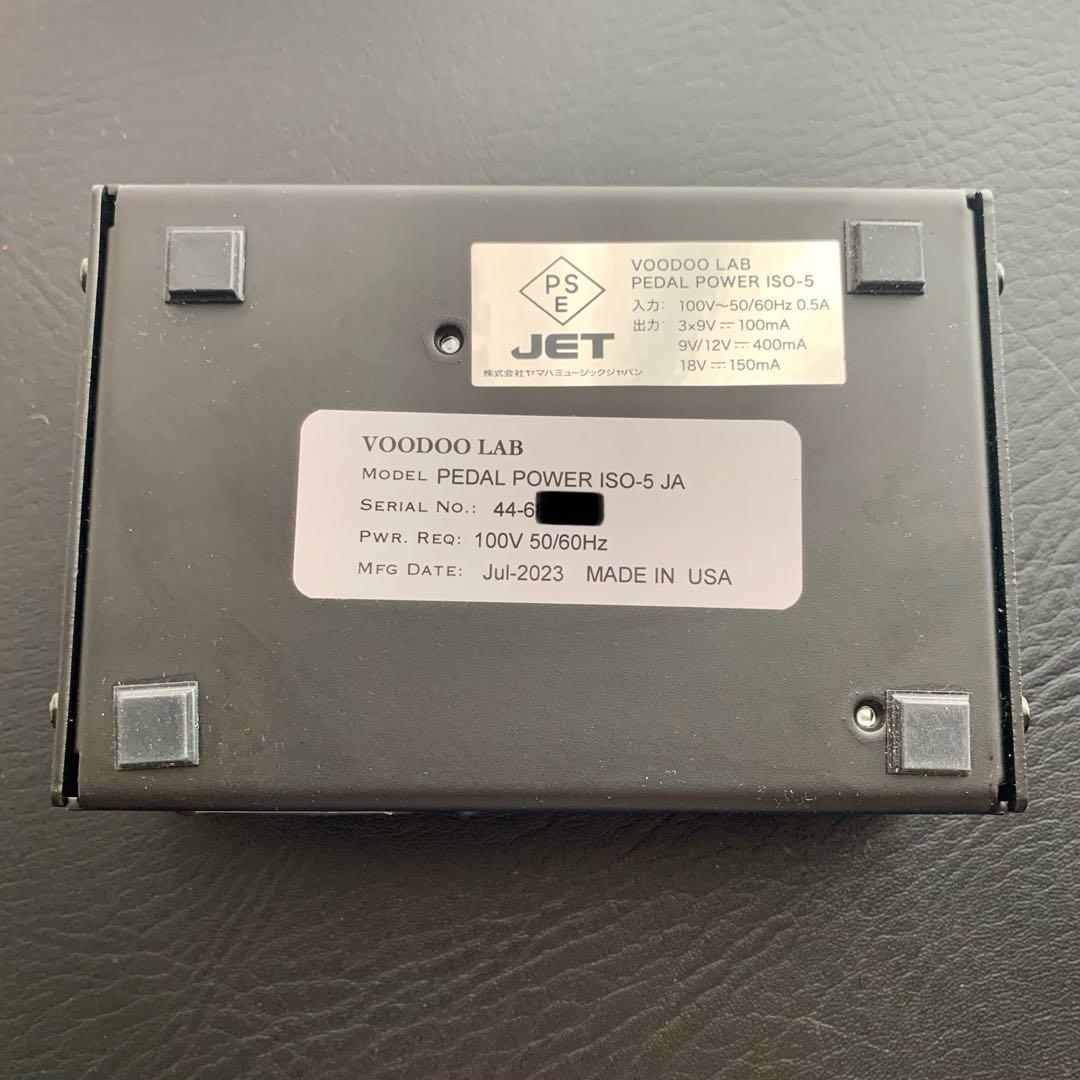 PSE
JET
株式会社ヤマハミュージックジャパン
VOODOO LAB
PEDAL POWER ISO-5
入力: 100V～50/60Hz 0.5A
出力: 3×9V⎓100mA
9V/12V⎓400mA
18V⎓150mA
VOODOO LAB
MODEL PEDAL POWER ISO-5 JA
SERIAL NO.: 44-6
PWR. REQ: 100V 50/60Hz
MFG DATE: Jul-2023 MADE IN USA